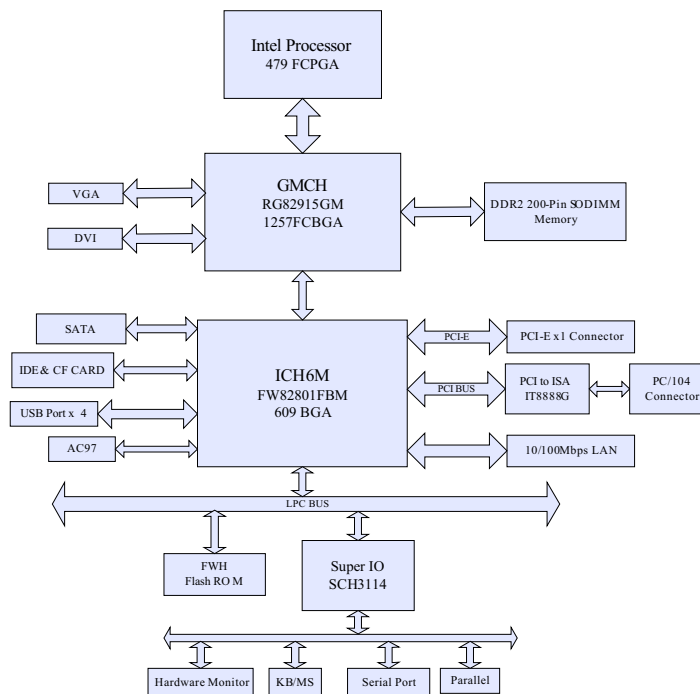 Intel Processor
479 FCPGA
GMCH
RG82915GM
1257FCBGA
VGA
DVI
DDR2 200-Pin SODIMM
Memory
SATA
IDE & CF CARD
USB Port x 4
AC97
ICH6M
FW82801FBM
609 BGA
PCI-E
PCI-E x1 Connector
PCI BUS
PCI to ISA
IT8888G
PC/104
Connector
10/100Mbps LAN
LPC BUS
FWH
Flash ROM
Super IO
SCH3114
Hardware Monitor
KB/MS
Serial Port
Parallel